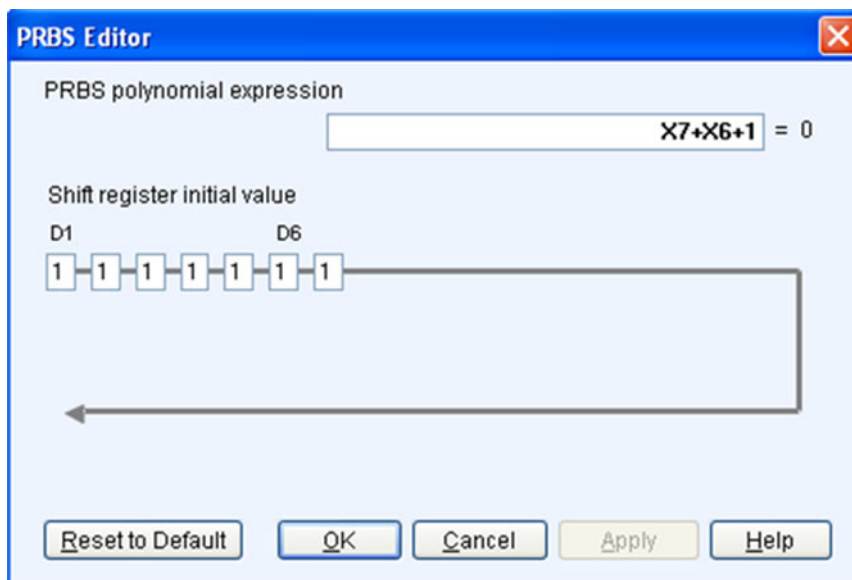 PRBS Editor
PRBS polynomial expression
X7+X6+1 = 0
Shift register initial value
D1 D6
1 1 1 1 1 1 1
Reset to Default OK Cancel Apply Help